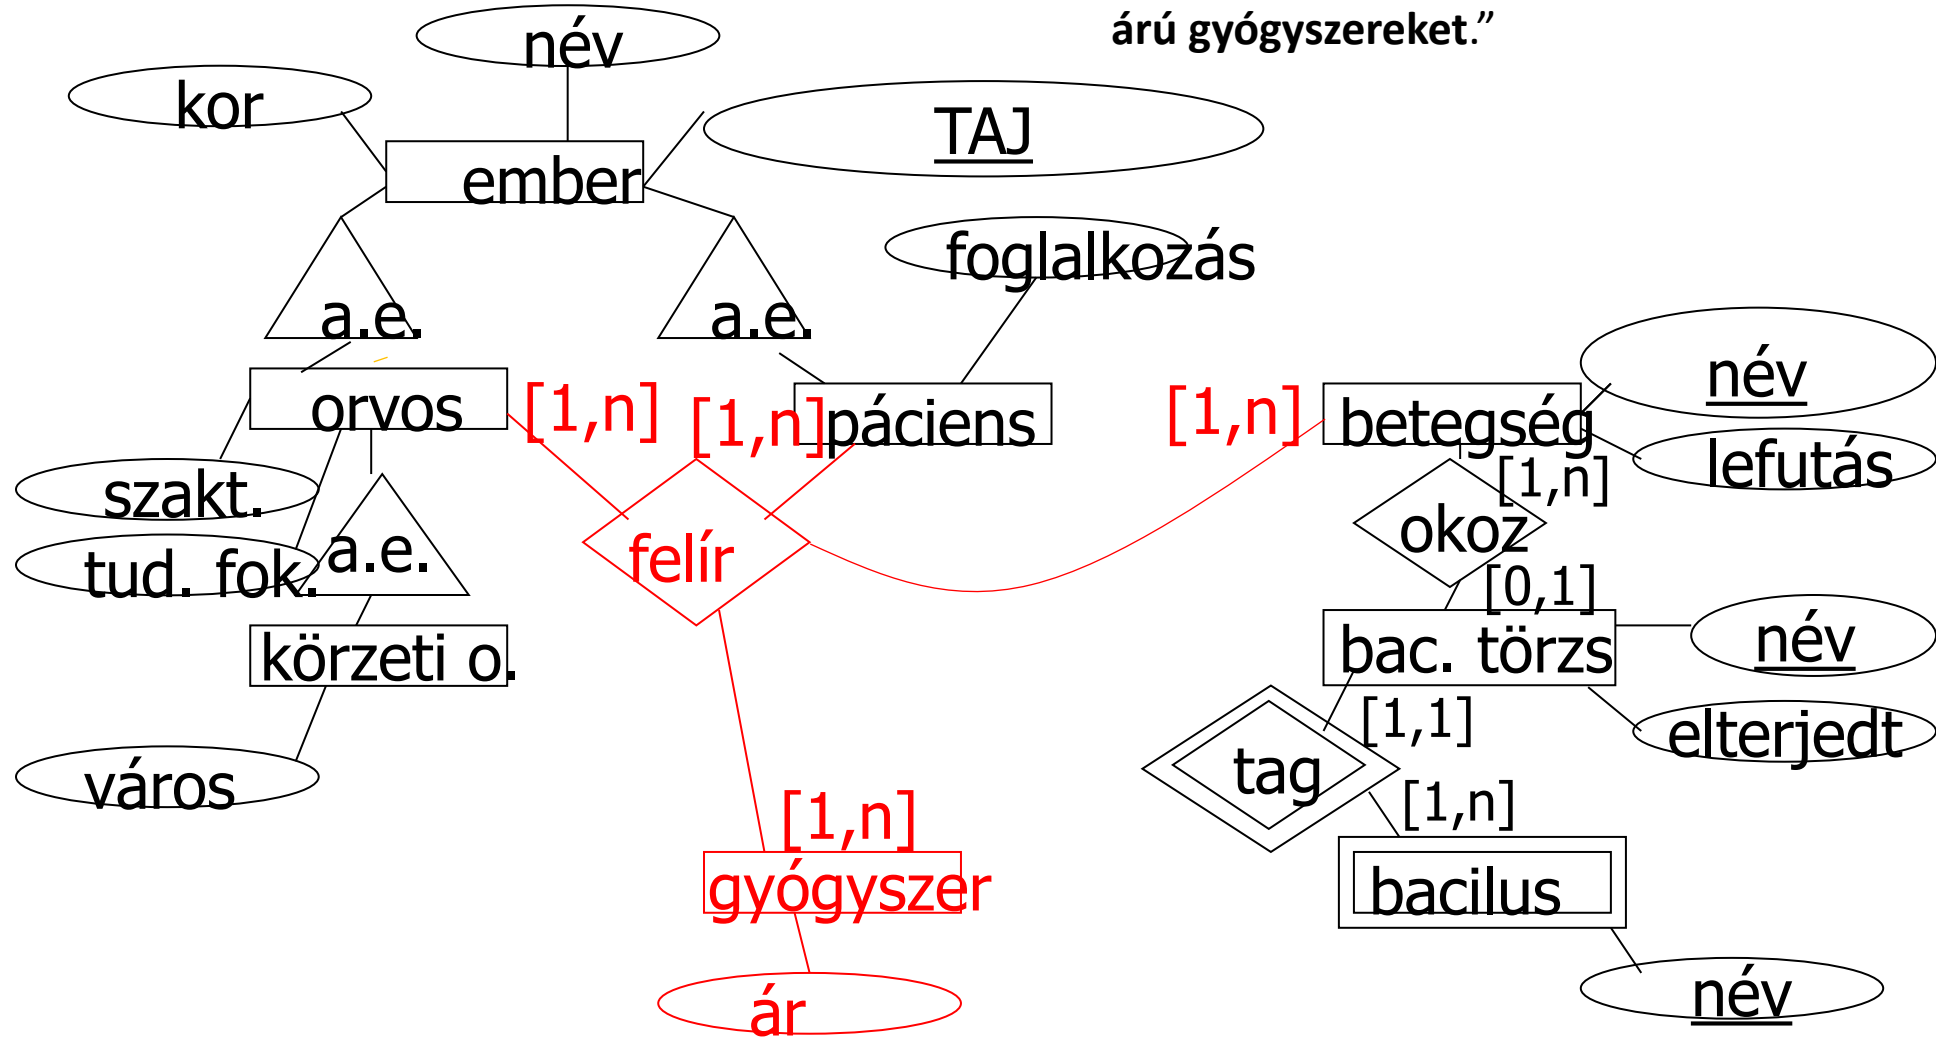 árú gyógyszereket.”
név
kor
TAJ
ember
foglalkozás
a.e.
a.e.
név
orvos
[1,n]
[1,n]
páciens
[1,n]
betegség
lefutás
szakt.
[1,n]
okoz
tud. fok.
a.e.
felír
[0,1]
körzeti o.
bac. törzs
név
[1,1]
elterjedt
város
tag
[1,n]
[1,n]
gyógyszer
bacilus
ár
név